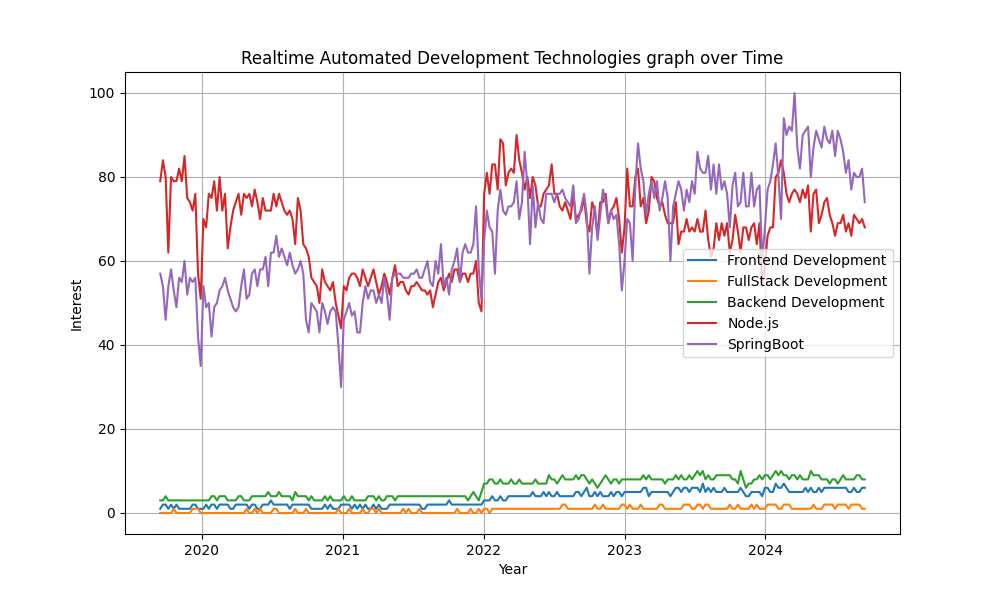 Realtime Automated Development Technologies graph over Time
Interest
100
80
60
40
20
0
Frontend Development
FullStack Development
Backend Development
Node.js
SpringBoot
2020
2021
2022
2023
2024
Year